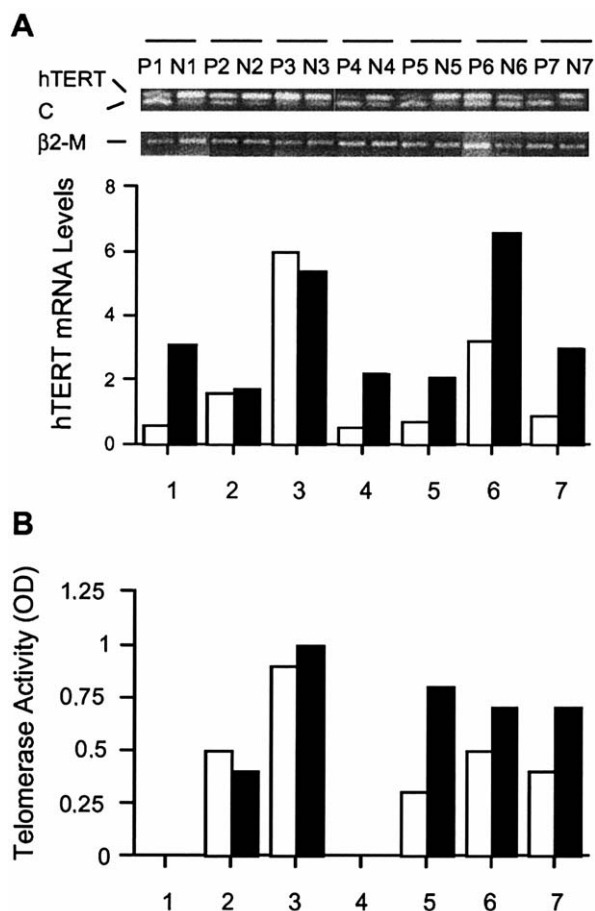 A
P1 N1 P2 N2 P3 N3 P4 N4 P5 N5 P6 N6 P7 N7
hTERT
C
β2-M
hTERT mRNA Levels
8
6
4
2
0
1 2 3 4 5 6 7
B
Telomerase Activity (OD)
1.25
1
0.75
0.5
0.25
0
1 2 3 4 5 6 7